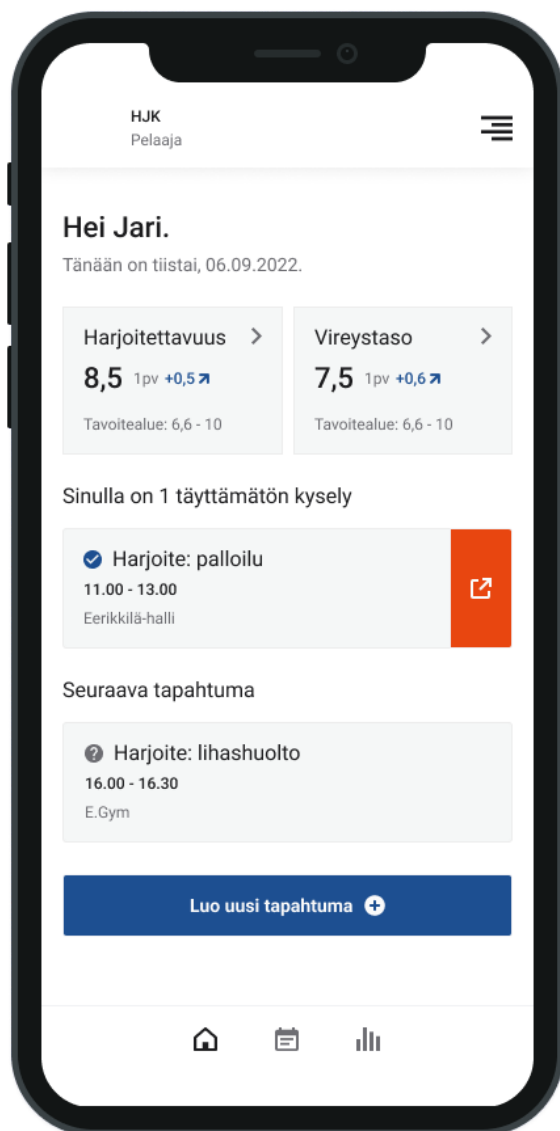 HJK
Pelaaja
Hei Jari.
Tänään on tiistai, 06.09.2022.
Harjoitettavuus
8,5 1pv +0,5
Tavoitealue: 6,6 - 10
Vireystaso
7,5 1pv +0,6
Tavoitealue: 6,6 - 10
Sinulla on 1 täyttämätön kysely
Harjoite: palloilu
11.00 - 13.00
Eerikkilä-halli
Seuraava tapahtuma
Harjoite: lihashuolto
16.00 - 16.30
E.Gym
Luo uusi tapahtuma